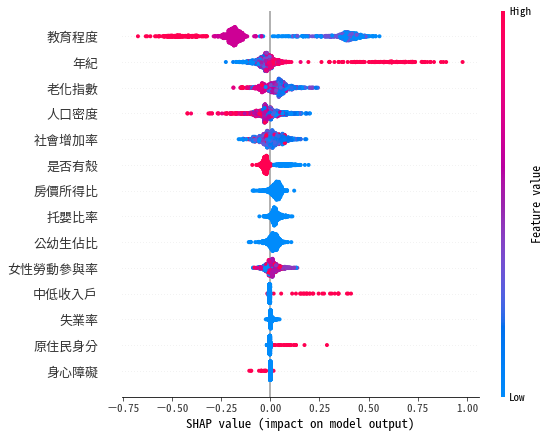 High
教育程度
年紀
老化指數
人口密度
社會增加率
是否有殼
房價所得比
托嬰比率
公幼生佔比
女性勞動參與率
中低收入戶
失業率
原住民身分
身心障礙
Feature value
Low
−0.75 −0.50 −0.25 0.00 0.25 0.50 0.75 1.00
SHAP value (impact on model output)